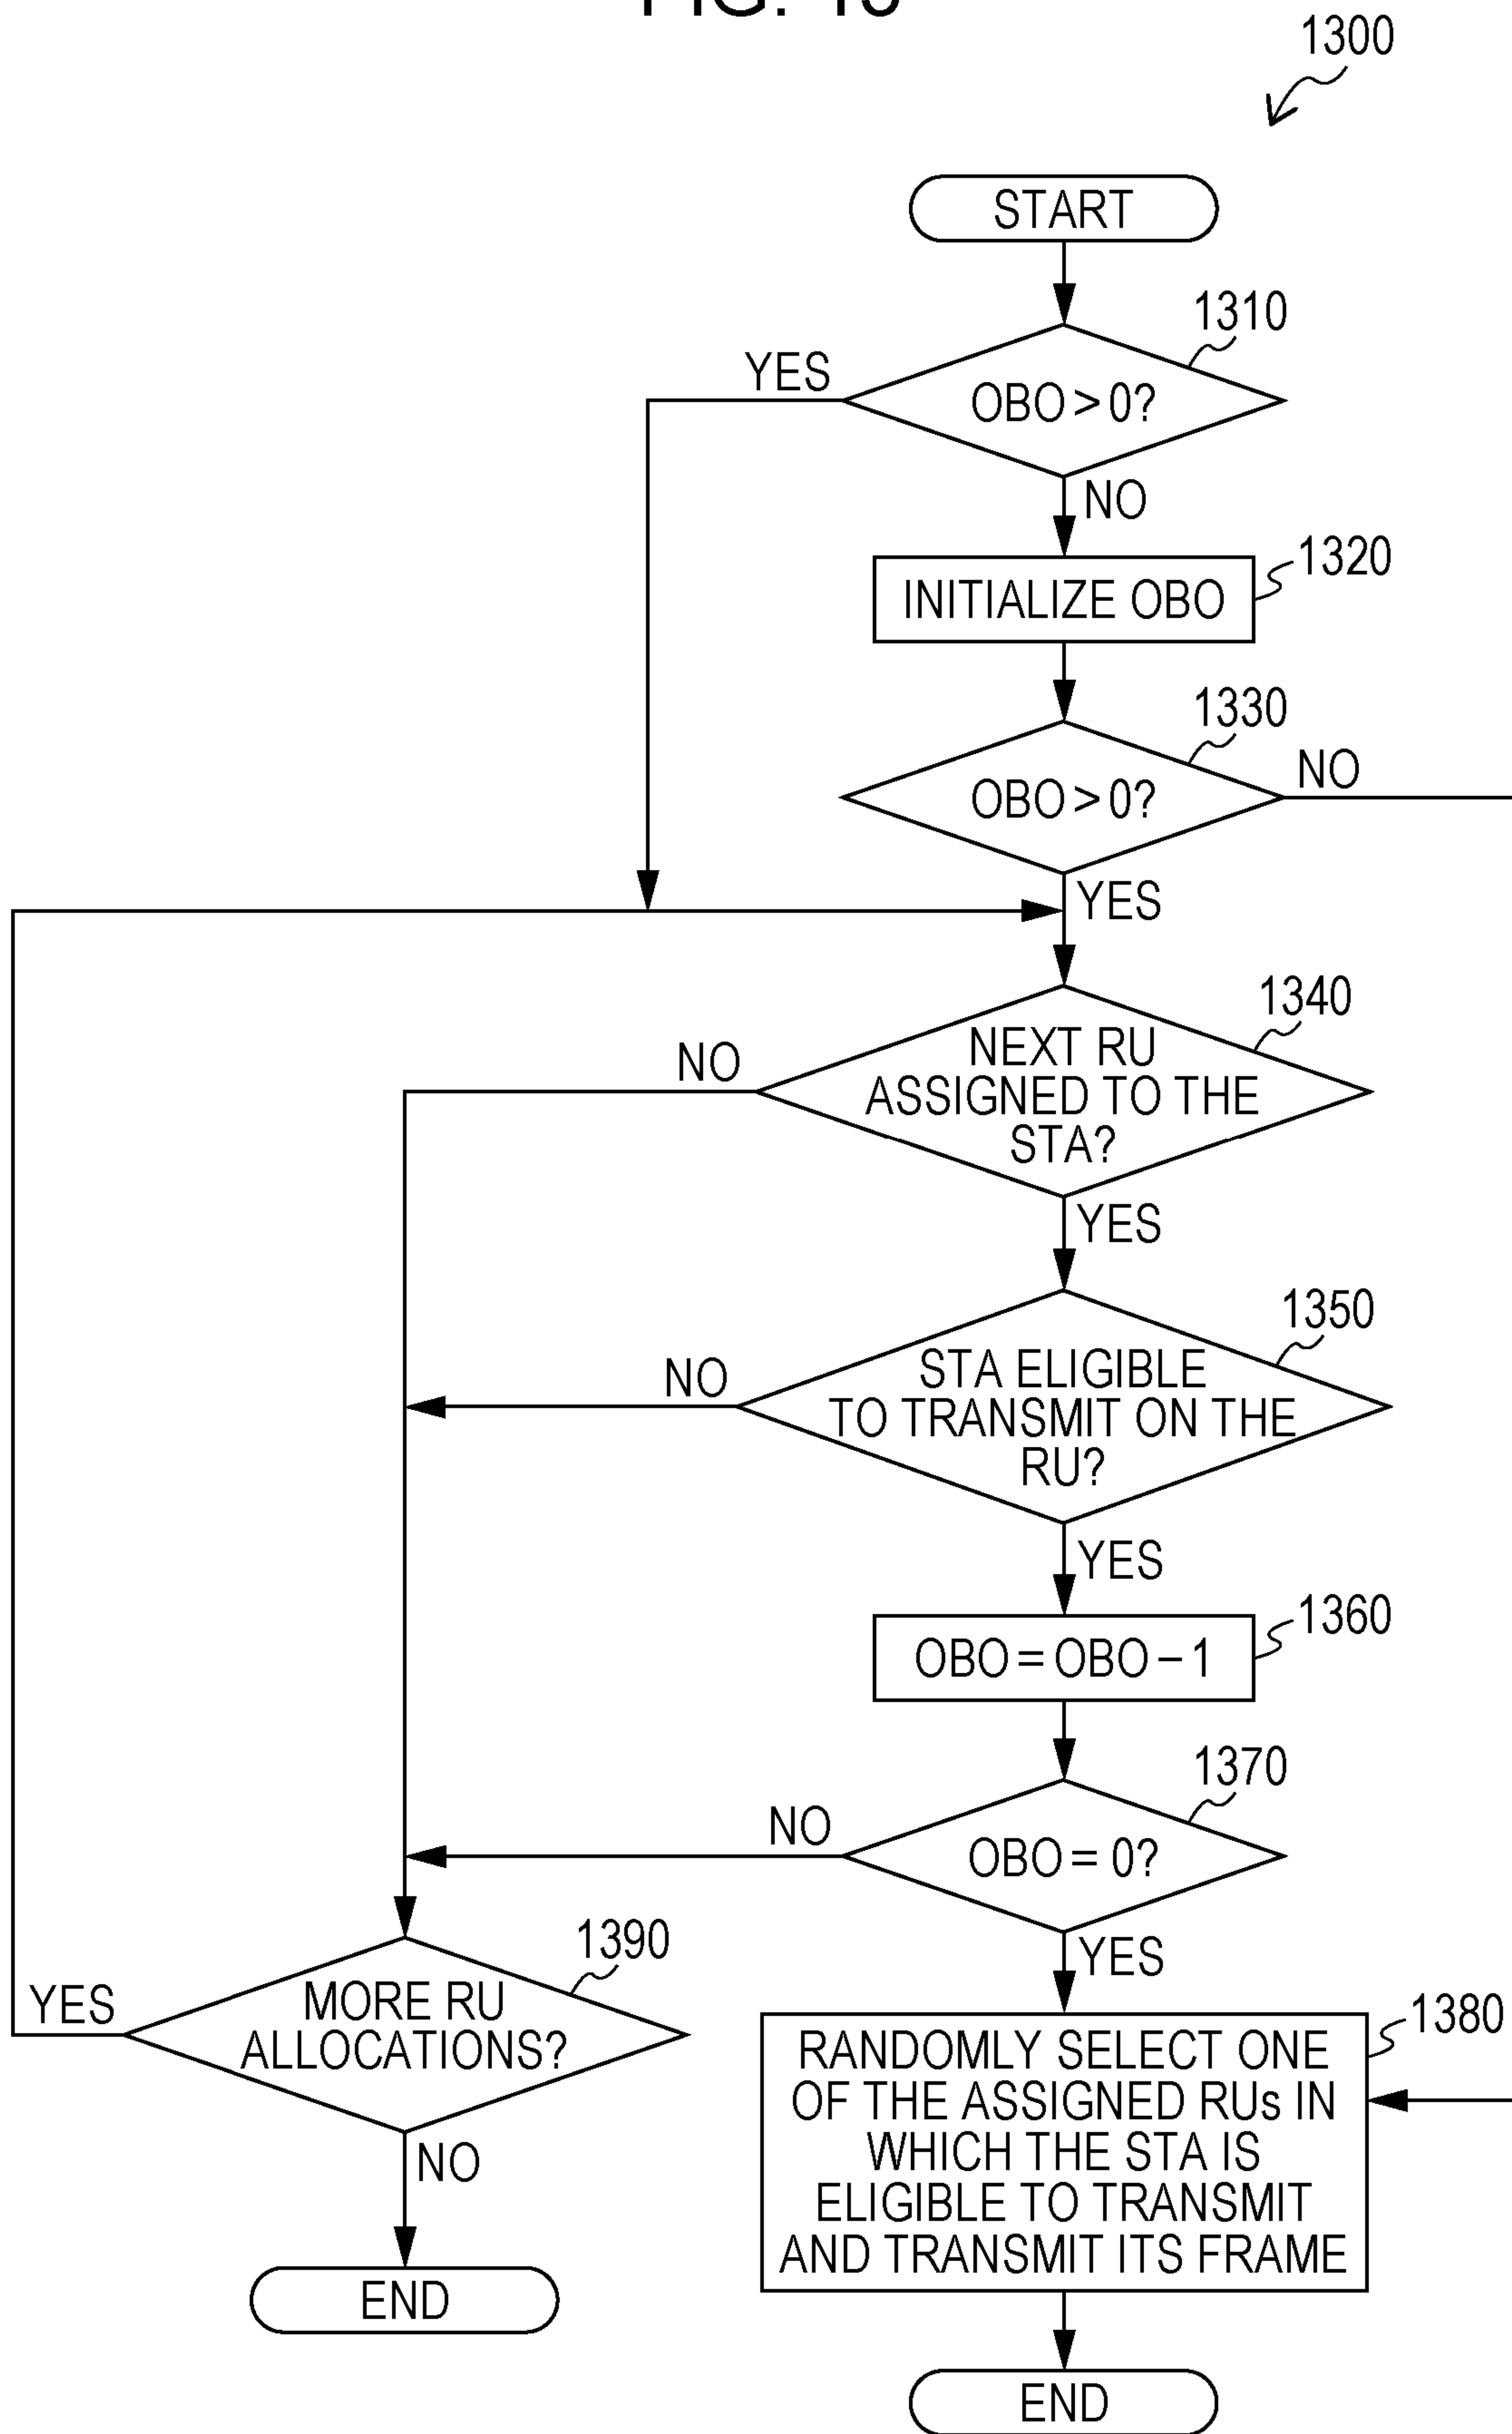 1300
START
1310
YES
OBO > 0?
NO
1320
INITIALIZE OBO
1330
NO
OBO > 0?
YES
1340
NO
NEXT RU
ASSIGNED TO THE
STA?
YES
1350
NO
STA ELIGIBLE
TO TRANSMIT ON THE
RU?
YES
1360
OBO = OBO – 1
1370
NO
OBO = 0?
YES
1390
YES
MORE RU
ALLOCATIONS?
NO
END
1380
RANDOMLY SELECT ONE
OF THE ASSIGNED RUs IN
WHICH THE STA IS
ELIGIBLE TO TRANSMIT
AND TRANSMIT ITS FRAME
END